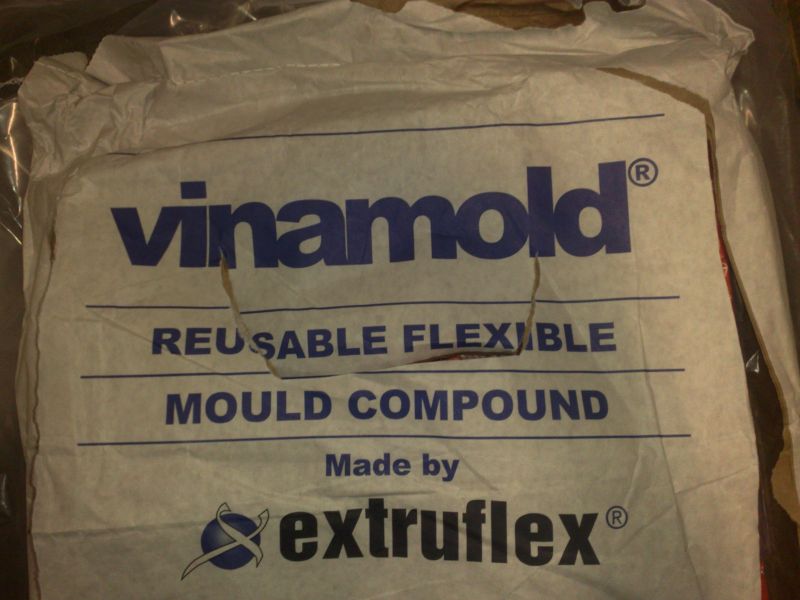 vinamold®
REUSABLE FLEXIBLE
MOULD COMPOUND
Made by
extruflex®